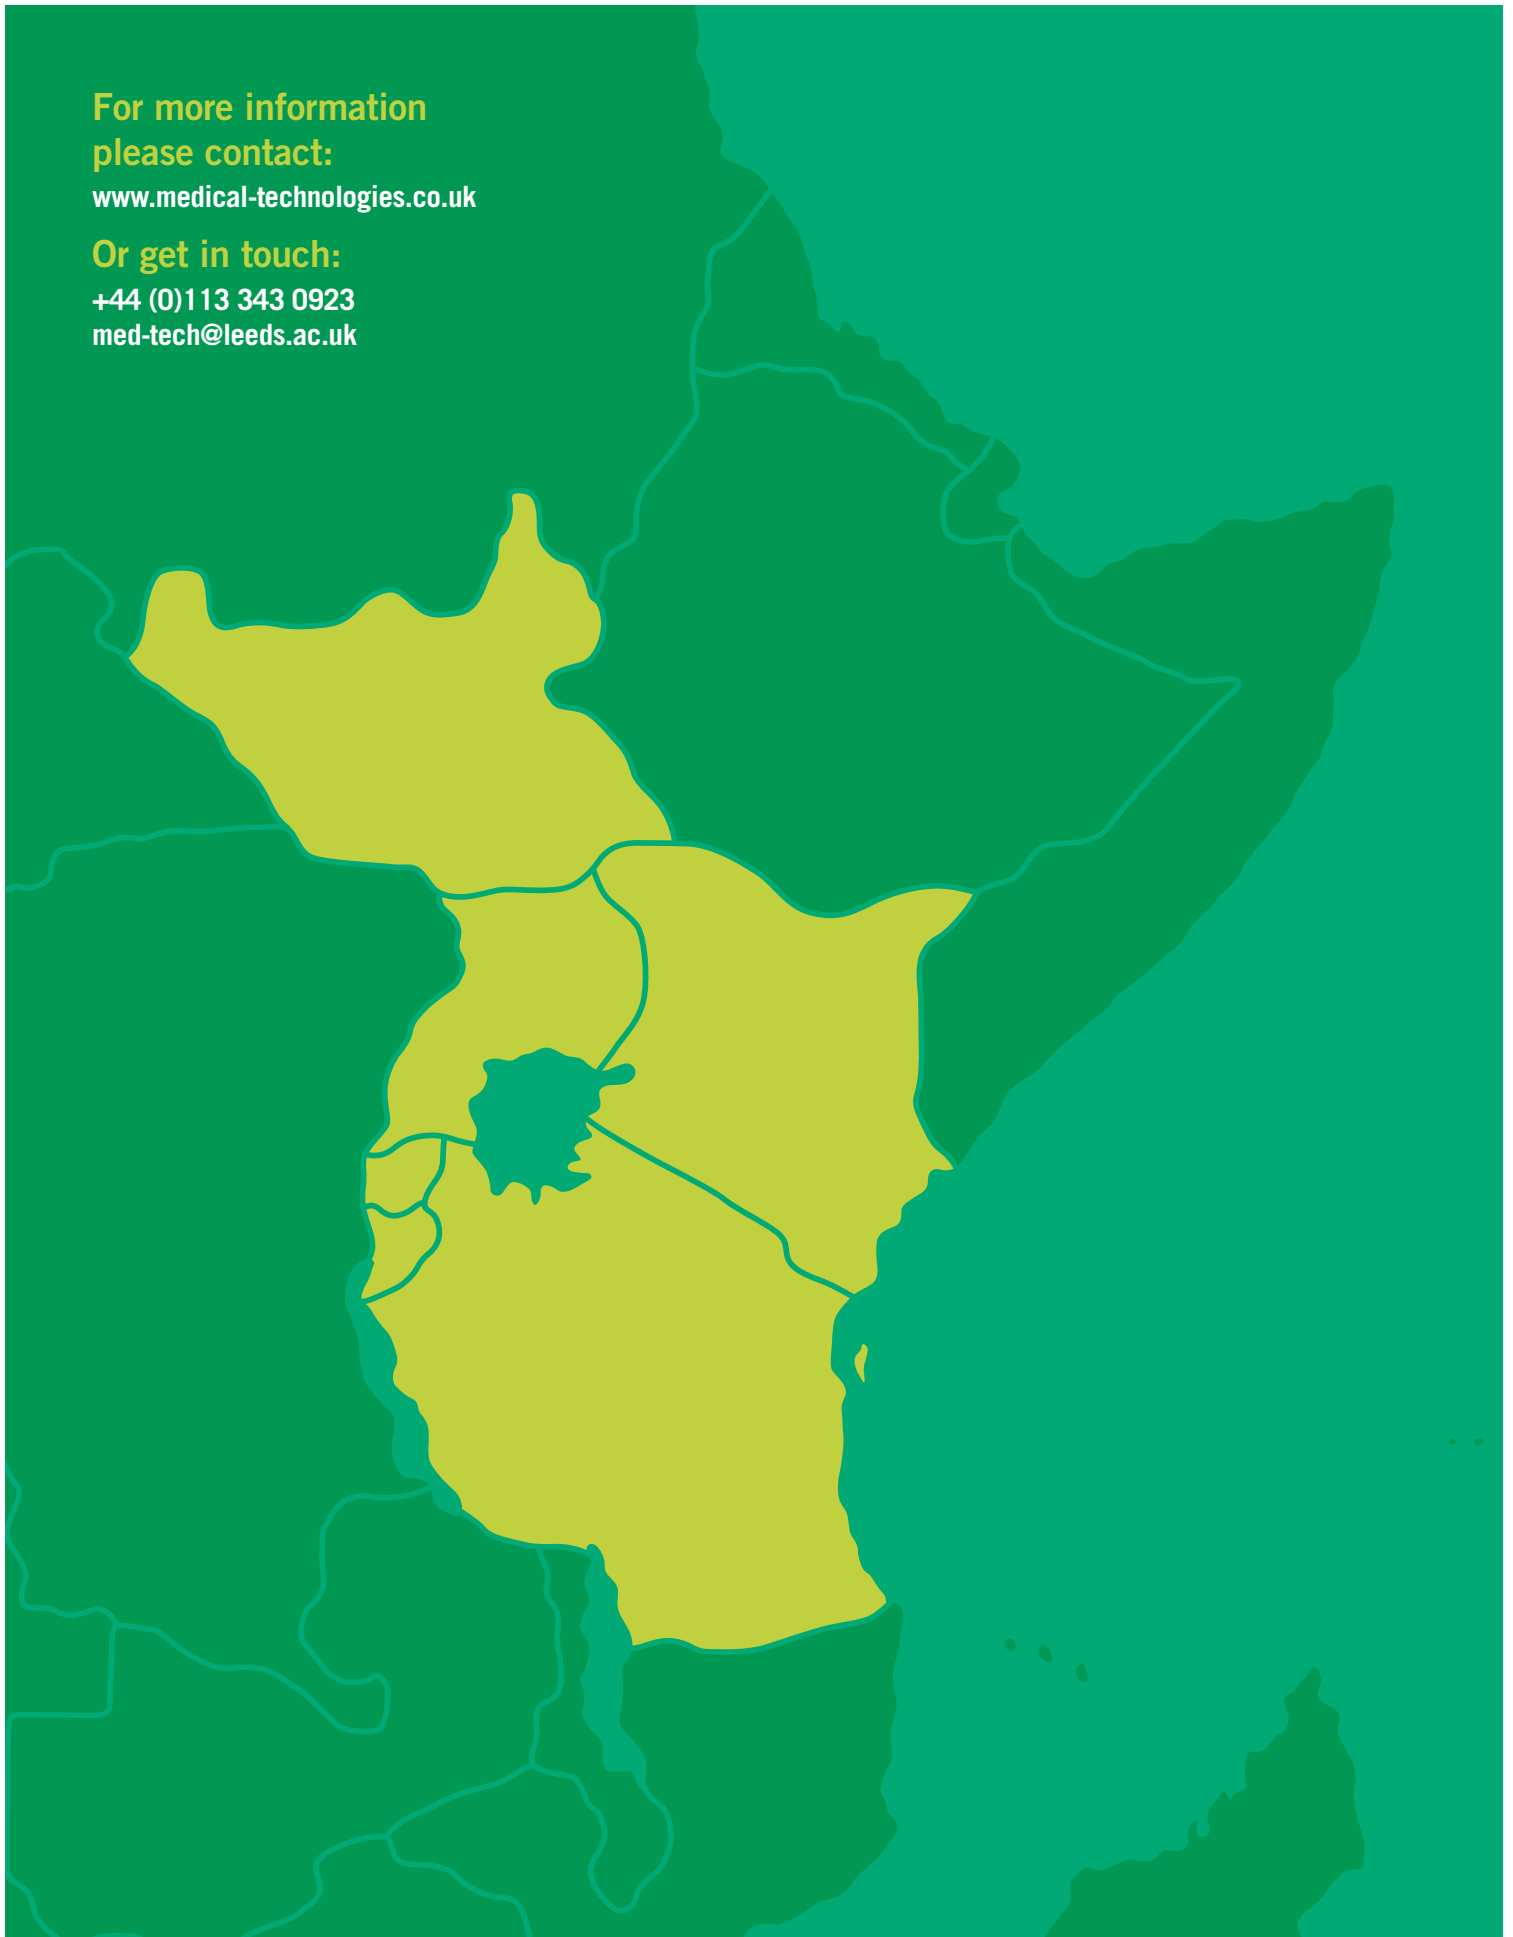 For more information
please contact:
www.medical-technologies.co.uk
Or get in touch:
+44 (0)113 343 0923
med-tech@leeds.ac.uk